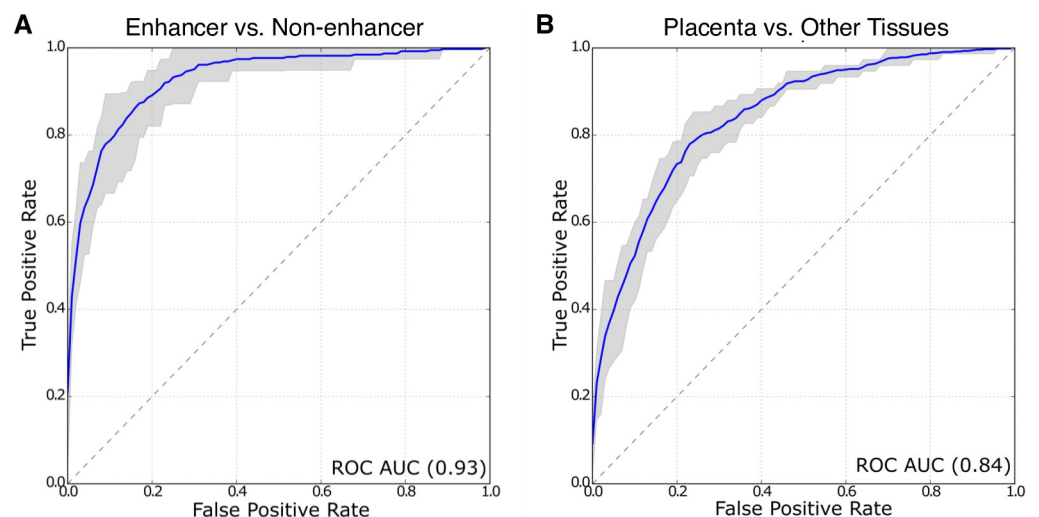 A
Enhancer vs. Non-enhancer
1.0
0.8
0.6
0.4
0.2
0.0
True Positive Rate
ROC AUC (0.93)
0.0 0.2 0.4 0.6 0.8 1.0
False Positive Rate
B
Placenta vs. Other Tissues
1.0
0.8
0.6
0.4
0.2
0.0
True Positive Rate
ROC AUC (0.84)
0.0 0.2 0.4 0.6 0.8 1.0
False Positive Rate